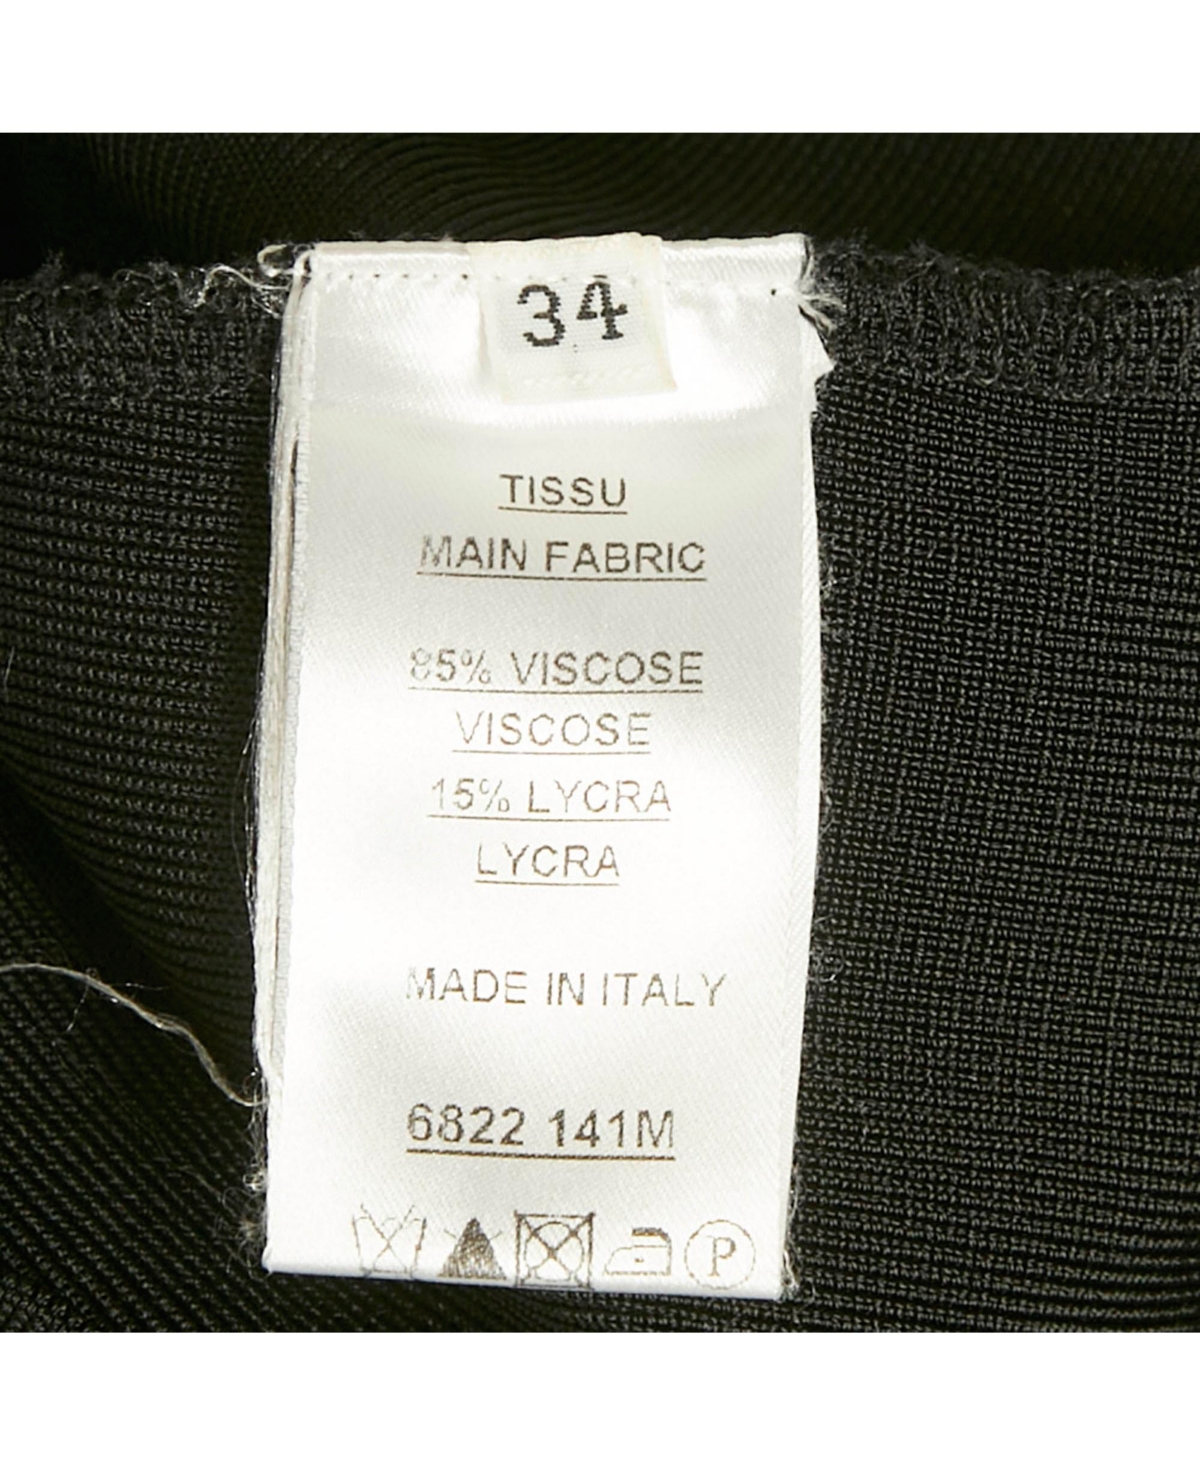 34
TISSU
MAIN FABRIC
85% VISCOSE
VISCOSE
15% LYCRA
LYCRA
MADE IN ITALY
6822 141M
P